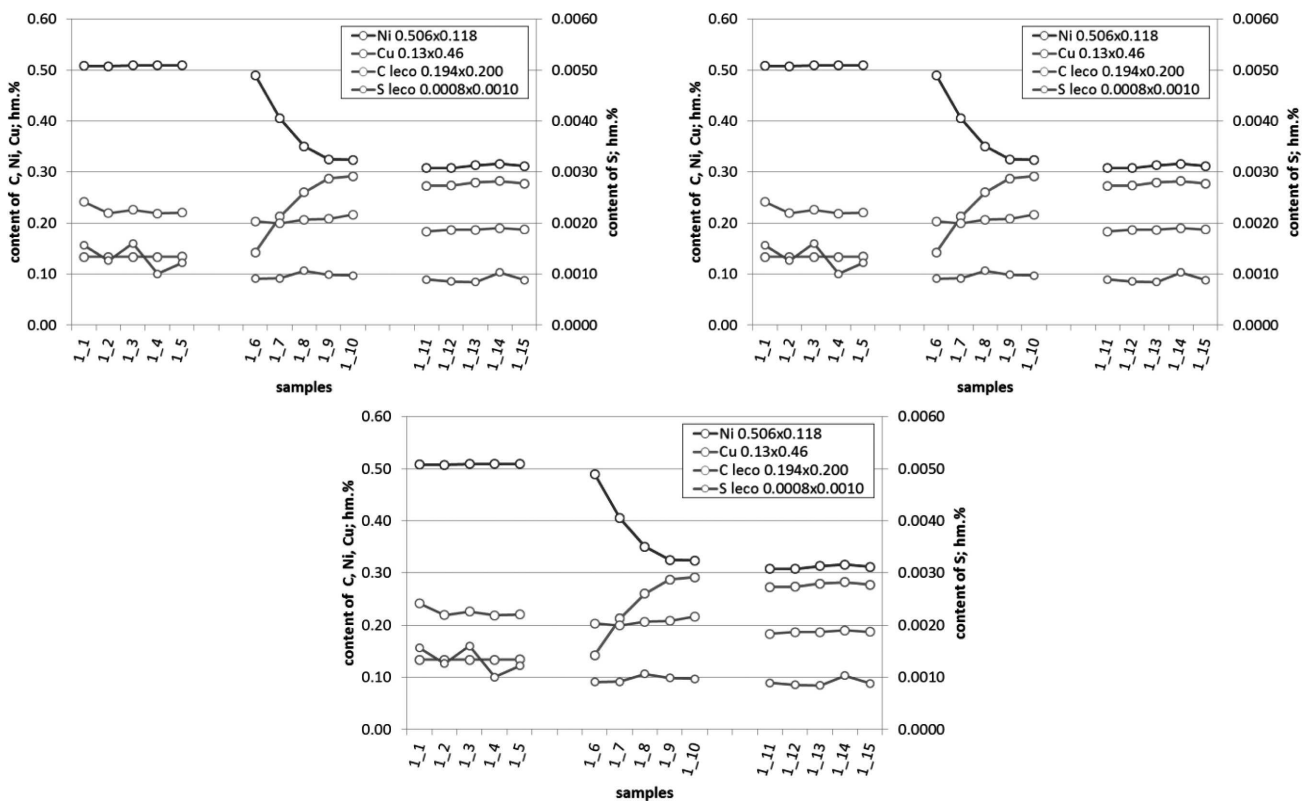 0.60
0.50
0.40
0.30
0.20
0.10
0.00
content of C, Ni, Cu; hm.%
0.0060
0.0050
0.0040
0.0030
0.0020
0.0010
0.0000
content of S; hm.%
Ni 0.506x0.118
Cu 0.13x0.46
C leco 0.194x0.200
S leco 0.0008x0.0010
1_1 1_2 1_3 1_4 1_5 1_6 1_7 1_8 1_9 1_10 1_11 1_12 1_13 1_14 1_15
samples
0.60
0.50
0.40
0.30
0.20
0.10
0.00
content of C, Ni, Cu; hm.%
0.0060
0.0050
0.0040
0.0030
0.0020
0.0010
0.0000
content of S; hm.%
Ni 0.506x0.118
Cu 0.13x0.46
C leco 0.194x0.200
S leco 0.0008x0.0010
1_1 1_2 1_3 1_4 1_5 1_6 1_7 1_8 1_9 1_10 1_11 1_12 1_13 1_14 1_15
samples
0.60
0.50
0.40
0.30
0.20
0.10
0.00
content of C, Ni, Cu; hm.%
0.0060
0.0050
0.0040
0.0030
0.0020
0.0010
0.0000
content of S; hm.%
Ni 0.506x0.118
Cu 0.13x0.46
C leco 0.194x0.200
S leco 0.0008x0.0010
1_1 1_2 1_3 1_4 1_5 1_6 1_7 1_8 1_9 1_10 1_11 1_12 1_13 1_14 1_15
samples